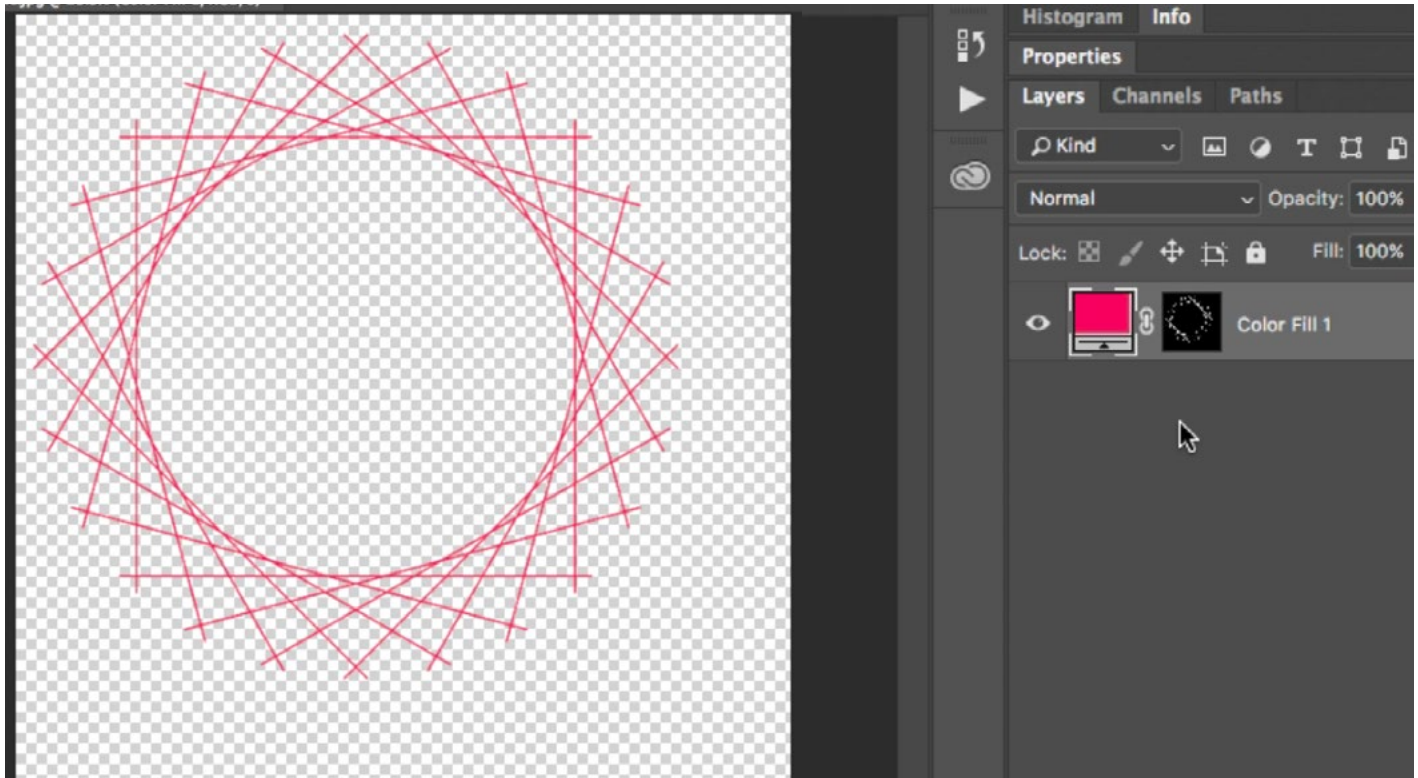 Histogram Info
Properties
Layers Channels Paths
Kind
Normal Opacity: 100%
Lock: Fill: 100%
Color Fill 1